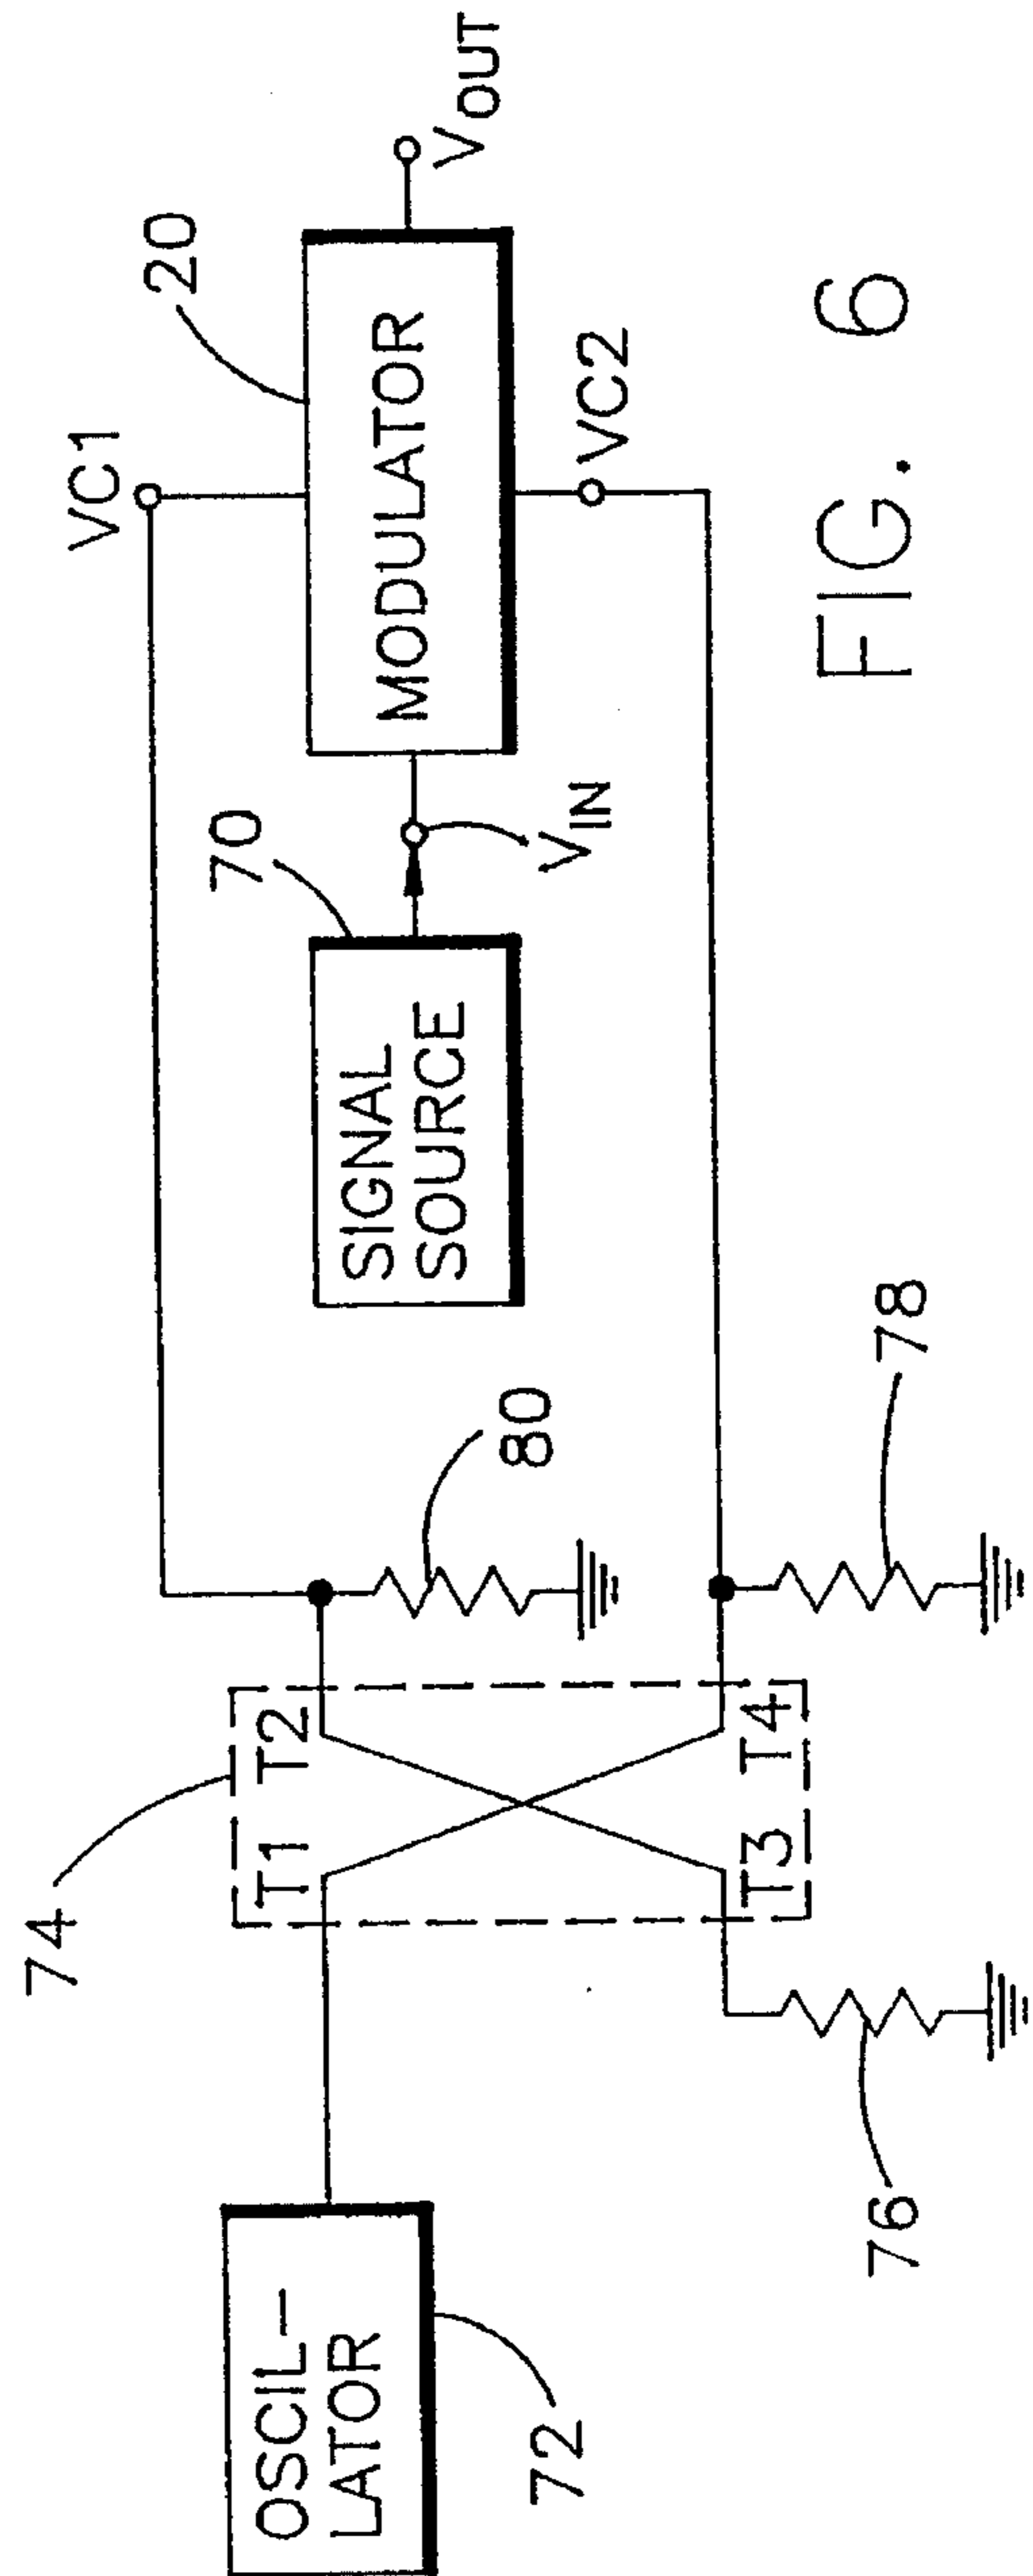 VC1
20
MODULATOR
VOUT
VC2
70
SIGNAL
SOURCE
VIN
74
T1 T2
T3 T4
80
78
76
OSCIL-
LATOR
72
FIG. 6